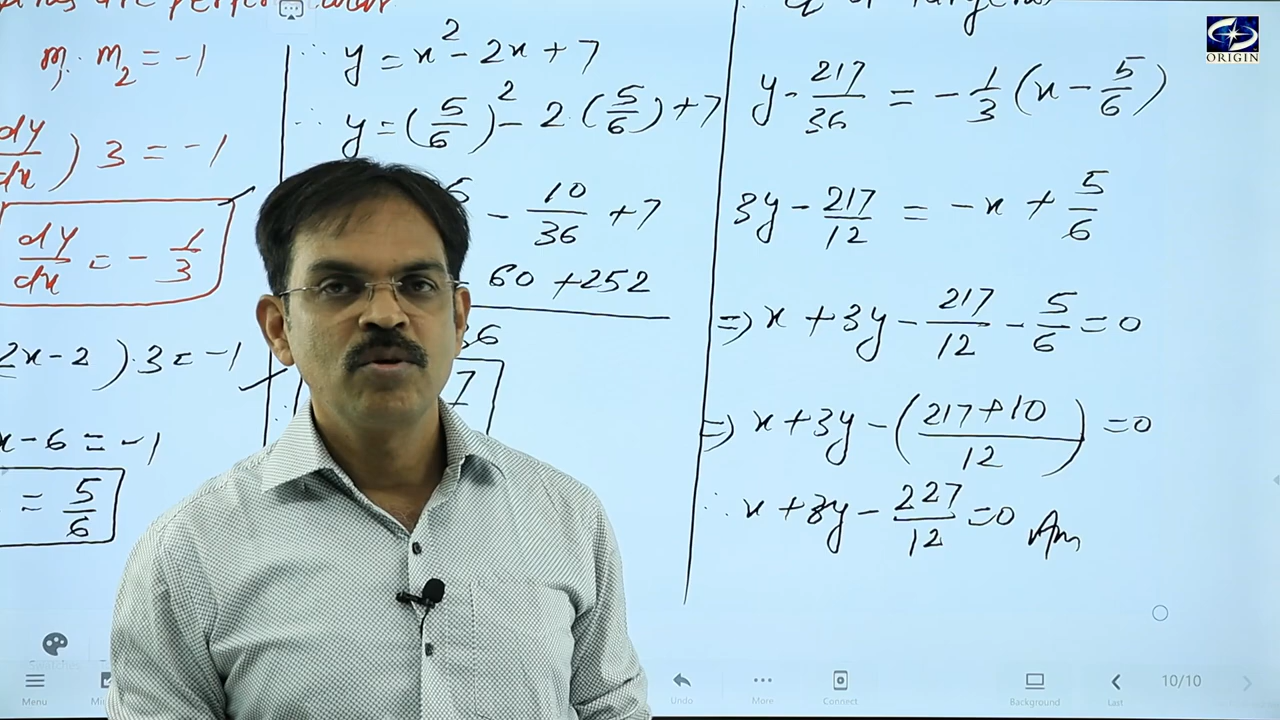 m₁ · m₂ = -1
dy/dx ) 3 = -1
dy/dx = - 1/3
2x - 2 ) · 3 = -1
x - 6 = -1
= 5/6
∵ y = x² - 2x + 7
∴ y = (5/6)² - 2 · (5/6) + 7
- 10/36 + 7
60 + 252
y - 217/36 = - 1/3 (x - 5/6)
3y - 217/12 = -x + 5/6
=> x + 3y - 217/12 - 5/6 = 0
=> x + 3y - (217 + 10 / 12) = 0
∴ x + 3y - 227/12 = 0 Ans
ORIGIN
Menu
Undo
More
Connect
Background
Last
10/10